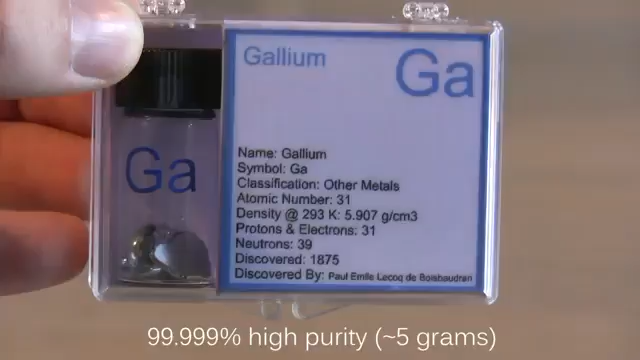 Gallium
Ga
Ga
Name: Gallium
Symbol: Ga
Classification: Other Metals
Atomic Number: 31
Density @ 293 K: 5.907 g/cm3
Protons & Electrons: 31
Neutrons: 39
Discovered: 1875
Discovered By: Paul Emile Lecoq de Boisbaudran
99.999% high purity (~5 grams)